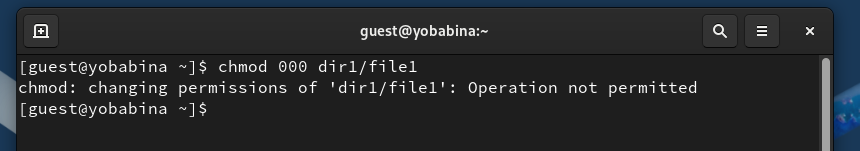 guest@yobabina:~
[guest@yobabina ~]$ chmod 000 dir1/file1
chmod: changing permissions of 'dir1/file1': Operation not permitted
[guest@yobabina ~]$